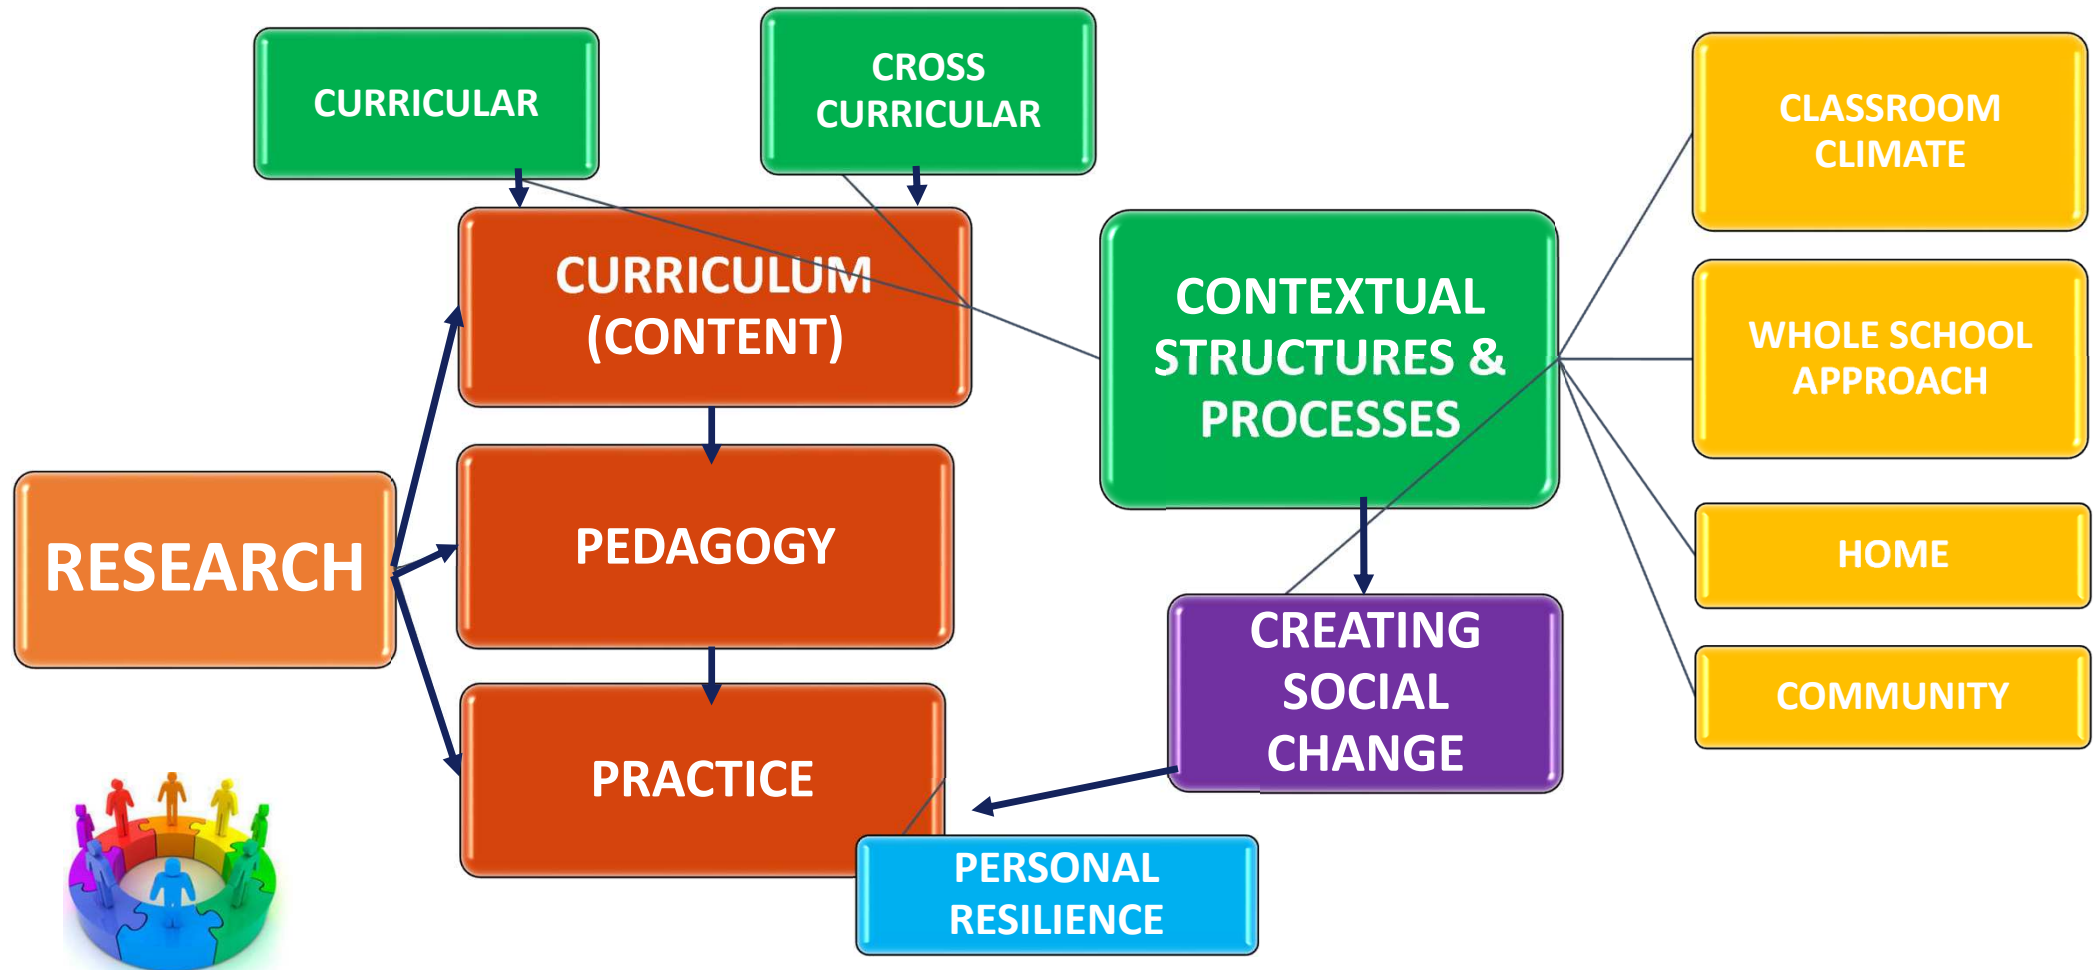 CURRICULAR
CROSS
CURRICULAR
CLASSROOM
CLIMATE
CURRICULUM
(CONTENT)
CONTEXTUAL
STRUCTURES &
PROCESSES
WHOLE SCHOOL
APPROACH
RESEARCH
PEDAGOGY
HOME
CREATING
SOCIAL
CHANGE
COMMUNITY
PRACTICE
PERSONAL
RESILIENCE